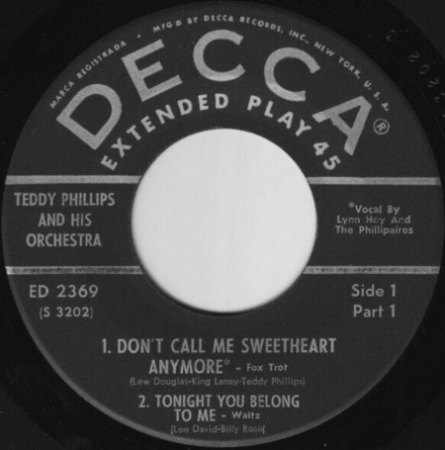 MARCA REGISTRADA • MFG'D BY DECCA RECORDS, INC., NEW YORK, U. S. A.
DECCA®
EXTENDED PLAY 45
TEDDY PHILLIPS
AND HIS
ORCHESTRA
*Vocal By
Lynn Hoy And
The Phillipaires
ED 2369
(S 3202)
Side 1
Part 1
1. DON'T CALL ME SWEETHEART
ANYMORE* - Fox Trot
(Lew Douglas-King Laney-Teddy Phillips)
2. TONIGHT YOU BELONG
TO ME - Waltz
(Lee David-Billy Rose)